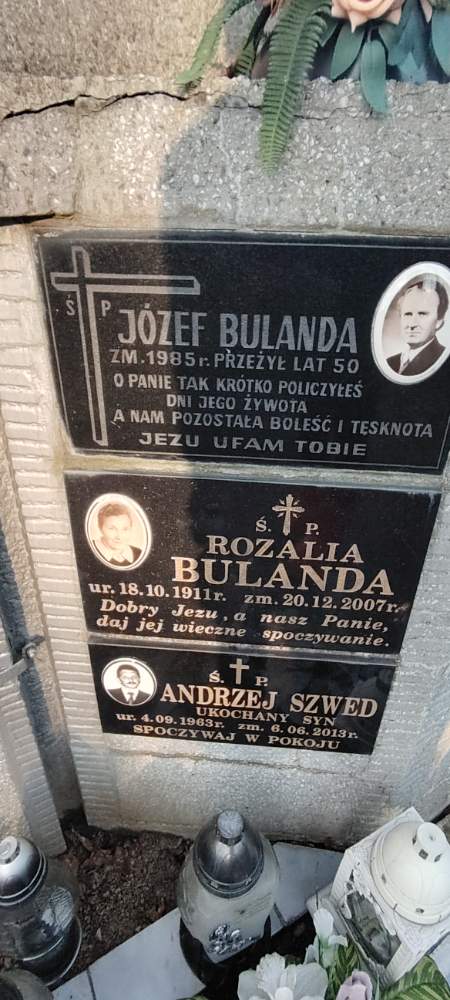 Ś P
JÓZEF BULANDA
ZM. 1985 r. PRZEŻYŁ LAT 50
O PANIE TAK KRÓTKO POLICZYŁEŚ
DNI JEGO ŻYWOTA
A NAM POZOSTAŁA BOLEŚĆ I TĘSKNOTA
JEZU UFAM TOBIE
Ś. P.
ROZALIA
BULANDA
ur. 18.10.1911r. zm. 20.12.2007r.
Dobry Jezu, a nasz Panie,
daj jej wieczne spoczywanie.
Ś. P.
ANDRZEJ SZWED
UKOCHANY SYN
ur. 4.09.1963r. zm. 6.06.2013r.
SPOCZYWAJ W POKOJU